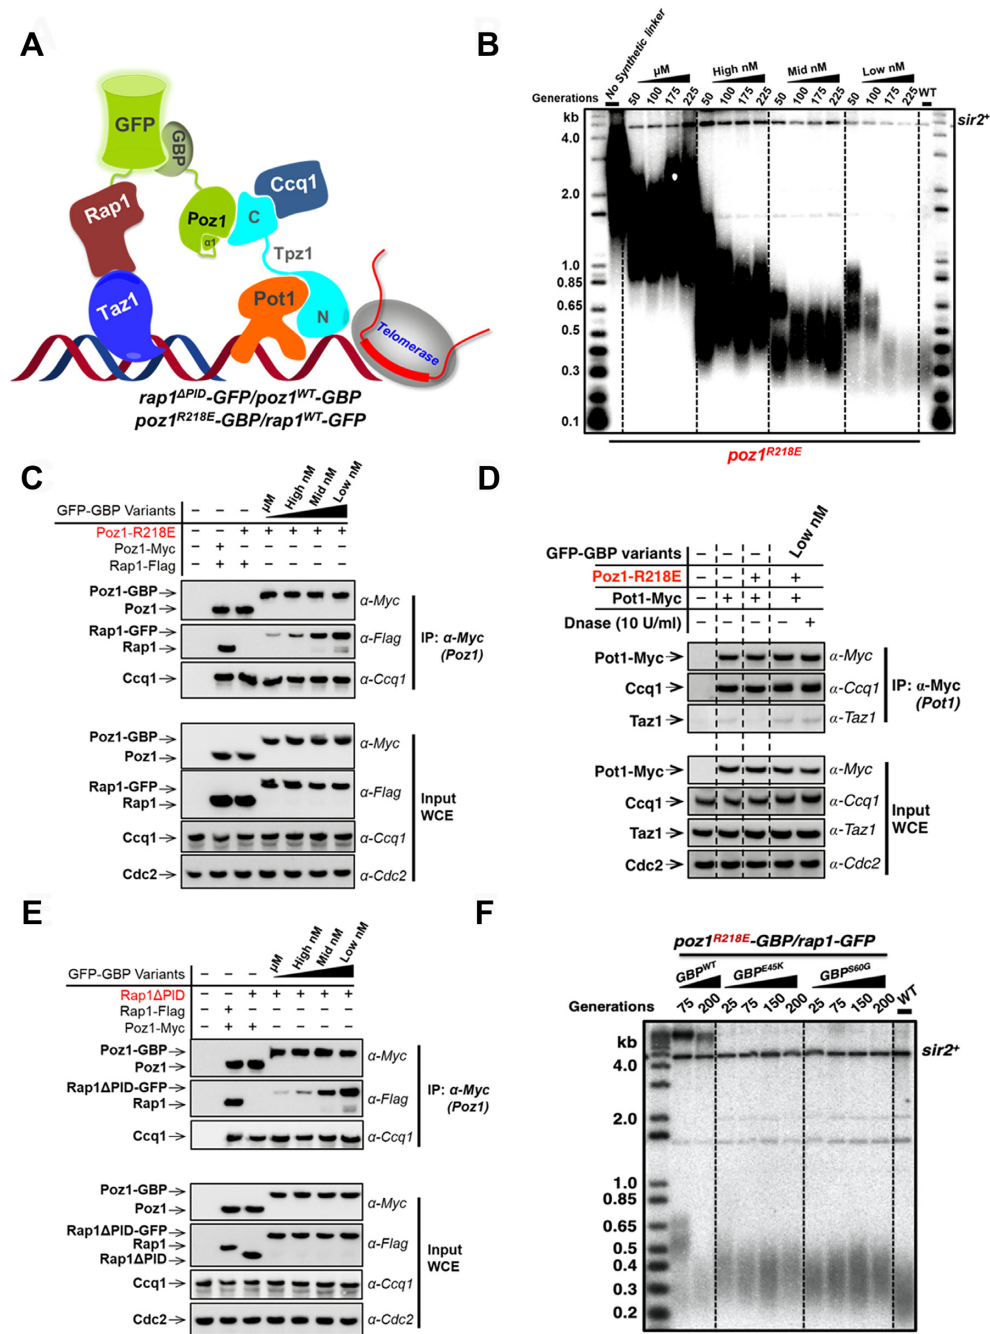 A
GFP
GBP
Rap1
Poz1
α1
C
Ccq1
Tpz1
Taz1
Pot1
N
Telomerase
rap1ΔPID-GFP/poz1WT-GBP
poz1R218E-GBP/rap1WT-GFP
B
No Synthetic linker
µM High nM Mid nM Low nM
Generations 50 100 175 225 50 100 175 225 50 100 175 225 50 100 175 225 WT
kb
sir2+
4.0
2.0
1.0
0.85
0.65
0.5
0.3
0.1
poz1R218E
C
µM High nM Mid nM Low nM
GFP-GBP Variants – – –
Poz1-R218E – – + + + + +
Poz1-Myc – + – – – – –
Rap1-Flag – + + – – – –
Poz1-GBP
Poz1
α-Myc
Rap1-GFP
Rap1
α-Flag
Ccq1 α-Ccq1
IP: α-Myc
(Poz1)
Poz1-GBP
Poz1
α-Myc
Rap1-GFP
Rap1
α-Flag
Ccq1 α-Ccq1
Cdc2 α-Cdc2
Input
WCE
D
Low nM
GFP-GBP variants – – –
Poz1-R218E – – + +
Pot1-Myc – + + +
Dnase (10 U/ml) – – – – +
Pot1-Myc α-Myc
Ccq1 α-Ccq1
Taz1 α-Taz1
IP: α-Myc
(Pot1)
Pot1-Myc α-Myc
Ccq1 α-Ccq1
Taz1 α-Taz1
Cdc2 α-Cdc2
Input
WCE
E
µM High nM Mid nM Low nM
GFP-GBP Variants – – –
Rap1ΔPID – – + + + + +
Rap1-Flag – + – – – – –
Poz1-Myc – + + – – – –
Poz1-GBP
Poz1
α-Myc
Rap1ΔPID-GFP
Rap1
α-Flag
Ccq1 α-Ccq1
IP: α-Myc
(Poz1)
Poz1-GBP
Poz1
α-Myc
Rap1ΔPID-GFP
Rap1
Rap1ΔPID
α-Flag
Ccq1 α-Ccq1
Cdc2 α-Cdc2
Input
WCE
F
poz1R218E-GBP/rap1-GFP
GBPWT GBPE45K GBPS60G
Generations 75 200 25 75 150 200 25 75 150 200 WT
kb
sir2+
4.0
2.0
1.0
0.85
0.65
0.5
0.4
0.3
0.2